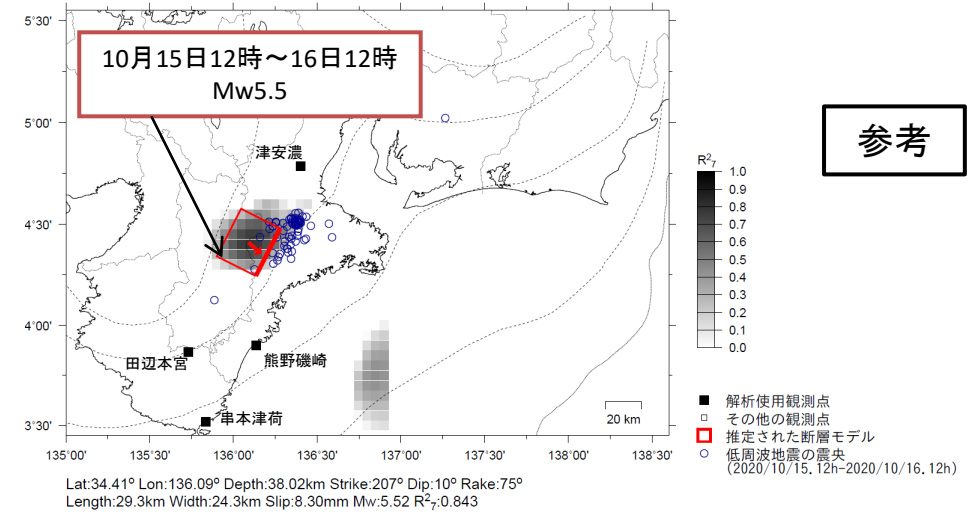 5°30'
10月15日12時～16日12時
Mw5.5
参考
5°00'
津安濃
R²₇
1.0
0.9
0.8
0.7
0.6
0.5
0.4
0.3
0.2
0.1
0.0
4°30'
4°00'
田辺本宮
熊野磯崎
串本津荷
20 km
3°30'
135°00'
135°30'
136°00'
136°30'
137°00'
137°30'
138°00'
138°30'
解析使用観測点
その他の観測点
推定された断層モデル
低周波地震の震央
(2020/10/15.12h-2020/10/16.12h)
Lat:34.41° Lon:136.09° Depth:38.02km Strike:207° Dip:10° Rake:75°
Length:29.3km Width:24.3km Slip:8.30mm Mw:5.52 R²₇:0.843